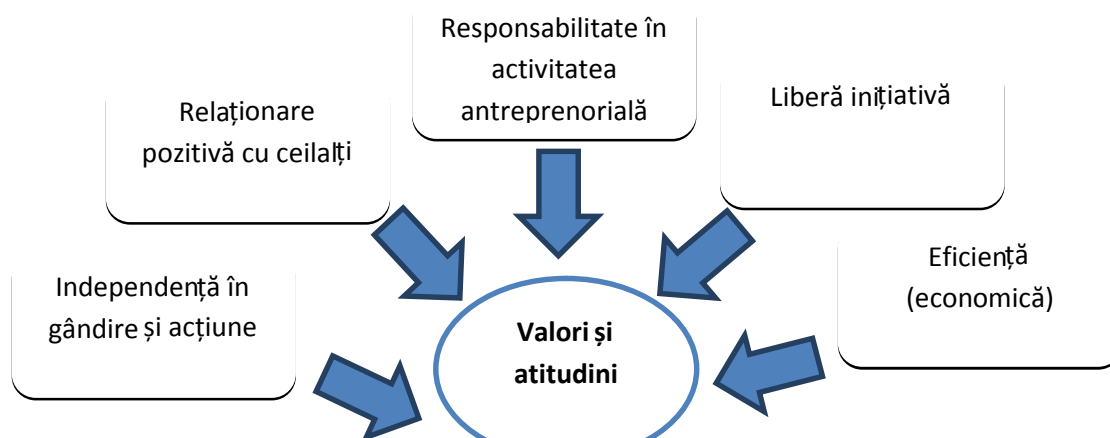 Responsabilitate în
activitatea
antreprenorială
Relaționare
pozitivă cu ceilalți
Liberă inițiativă
Independență în
gândire și acțiune
Eficiență
(economică)
Valori și
atitudini